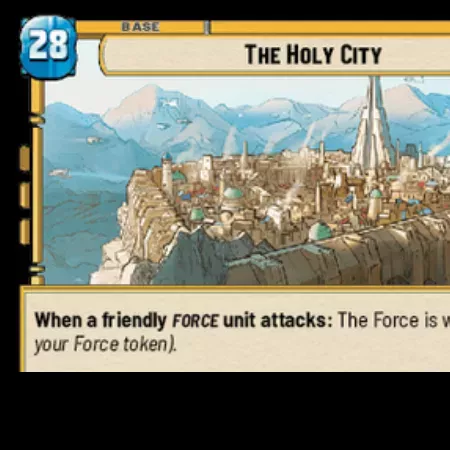 BASE
28
THE HOLY CITY
When a friendly FORCE unit attacks: The Force is
your Force token).